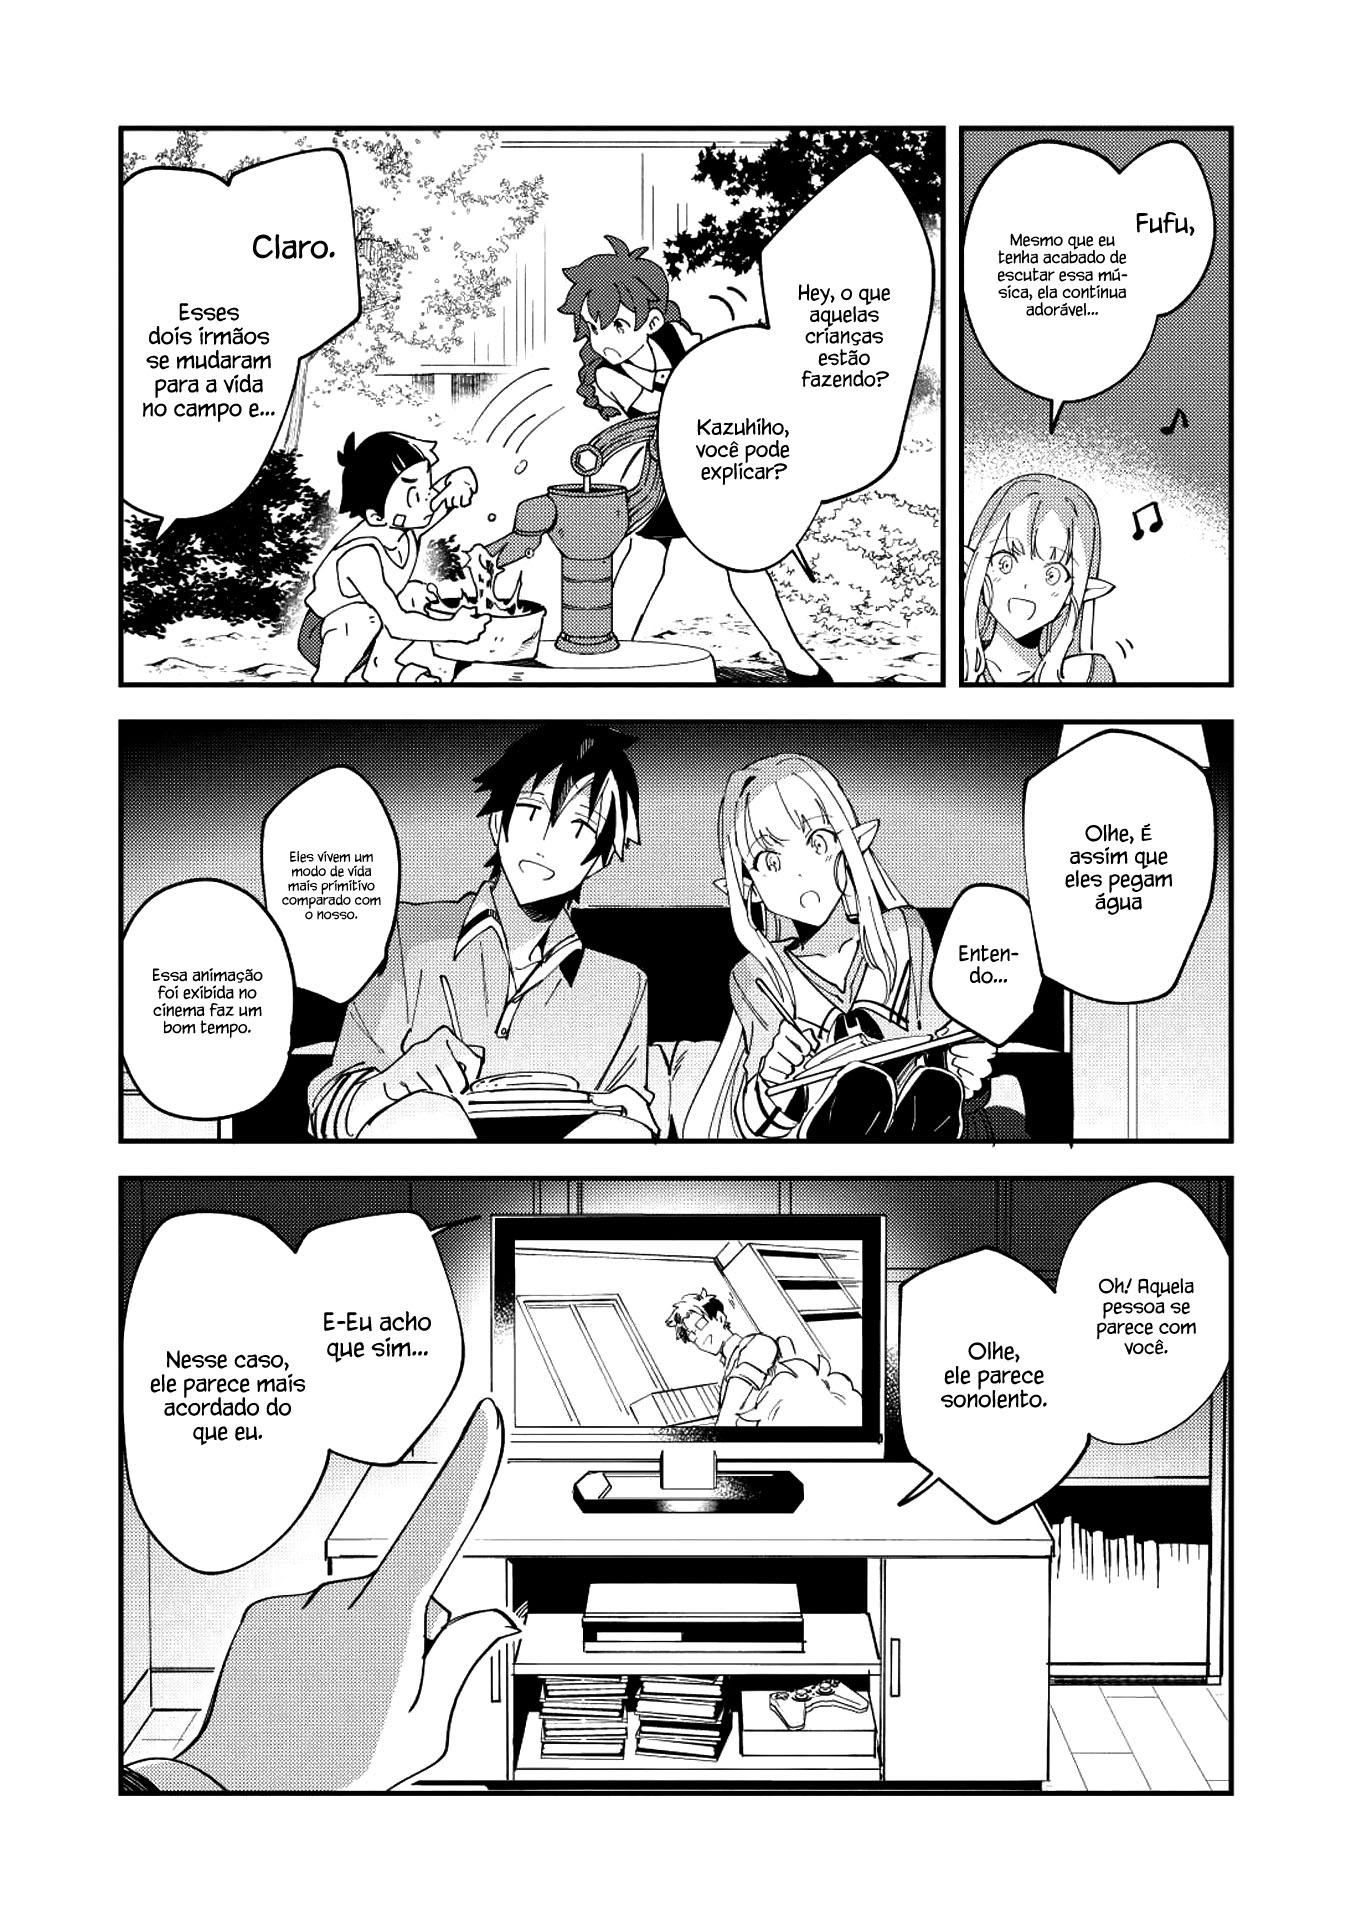 Fufu,
Mesmo que eu
tenha acabado de
escutar essa mú-
sica, ela continua
adorável...
Hey, o que
aquelas
crianças
estão
fazendo?
Kazuhiho,
você pode
explicar?
Claro.
Esses
dois irmãos
se mudaram
para a vida
no campo e...
Olhe, É
assim que
eles pegam
água
Enten-
do...
Eles vivem um
modo de vida
mais primitivo
comparado com
o nosso.
Essa animação
foi exibida no
cinema faz um
bom tempo.
Oh! Aquela
pessoa se
parece com
você.
Olhe,
ele parece
sonolento.
E-Eu acho
que sim...
Nesse caso,
ele parece mais
acordado do
que eu.